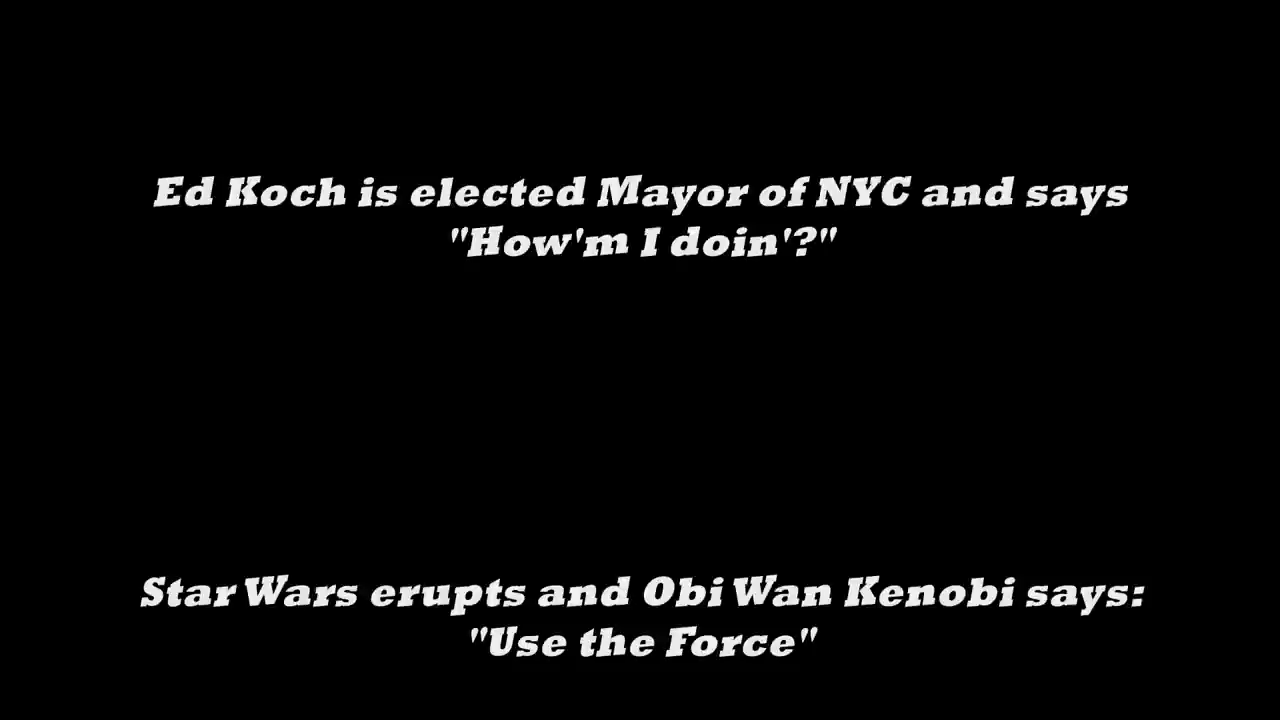 Ed Koch is elected Mayor of NYC and says
"How'm I doin'?"
Star Wars erupts and Obi Wan Kenobi says:
"Use the Force"